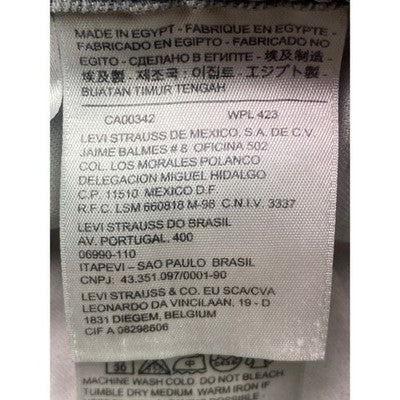 MADE IN EGYPT - FABRIQUE EN EGYPTE -
FABRICADO EN EGIPTO - FABRICADO NO
EGITO - СДЕЛАНО В ЕГИПТЕ - 埃及制造 -
埃及製 - 제조국 : 이집트 - エジプト製 -
BUATAN TIMUR TENGAH
CA00342 WPL 423
LEVI STRAUSS DE MEXICO, S.A. DE C.V.
JAIME BALMES # 8 OFICINA 502
COL. LOS MORALES POLANCO
DELEGACION MIGUEL HIDALGO
C.P. 11510 MEXICO D.F.
R.F.C. LSM 660818 M-98 C.N.I.V. 3337
LEVI STRAUSS DO BRASIL
AV. PORTUGAL, 400
06990-110
ITAPEVI - SAO PAULO BRASIL
CNPJ: 43.351.097/0001-90
LEVI STRAUSS & CO. EU SCA/CVA
LEONARDO DA VINCILAAN, 19 - D
1831 DIEGEM, BELGIUM
CIF A 08298506
30
MACHINE WASH COLD. DO NOT BLEACH
TUMBLE DRY MEDIUM. WARM IRON IF